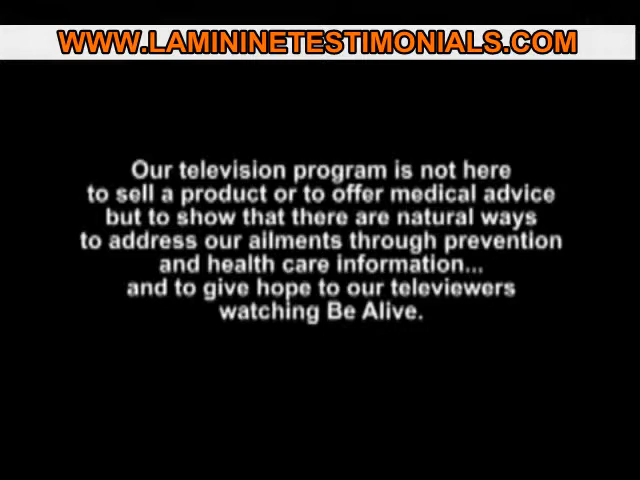 WWW.LAMININETESTIMONIALS.COM
Our television program is not here
to sell a product or to offer medical advice
but to show that there are natural ways
to address our ailments through prevention
and health care information...
and to give hope to our televiewers
watching Be Alive.